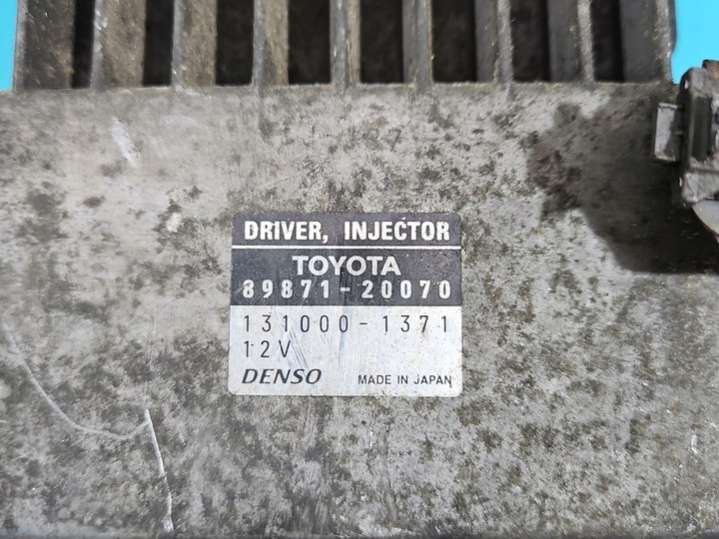 DRIVER, INJECTOR
TOYOTA
89871-20070
131000-1371
12V
DENSO MADE IN JAPAN